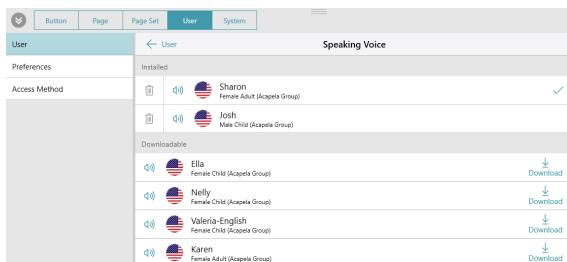 Button Page Page Set User System
User
Preferences
Access Method
User
Speaking Voice
Installed
Sharon
Female Adult (Acapela Group)
Josh
Male Child (Acapela Group)
Downloadable
Ella
Female Child (Acapela Group)
Download
Nelly
Female Child (Acapela Group)
Download
Valeria-English
Female Child (Acapela Group)
Download
Karen
Female Adult (Acapela Group)
Download